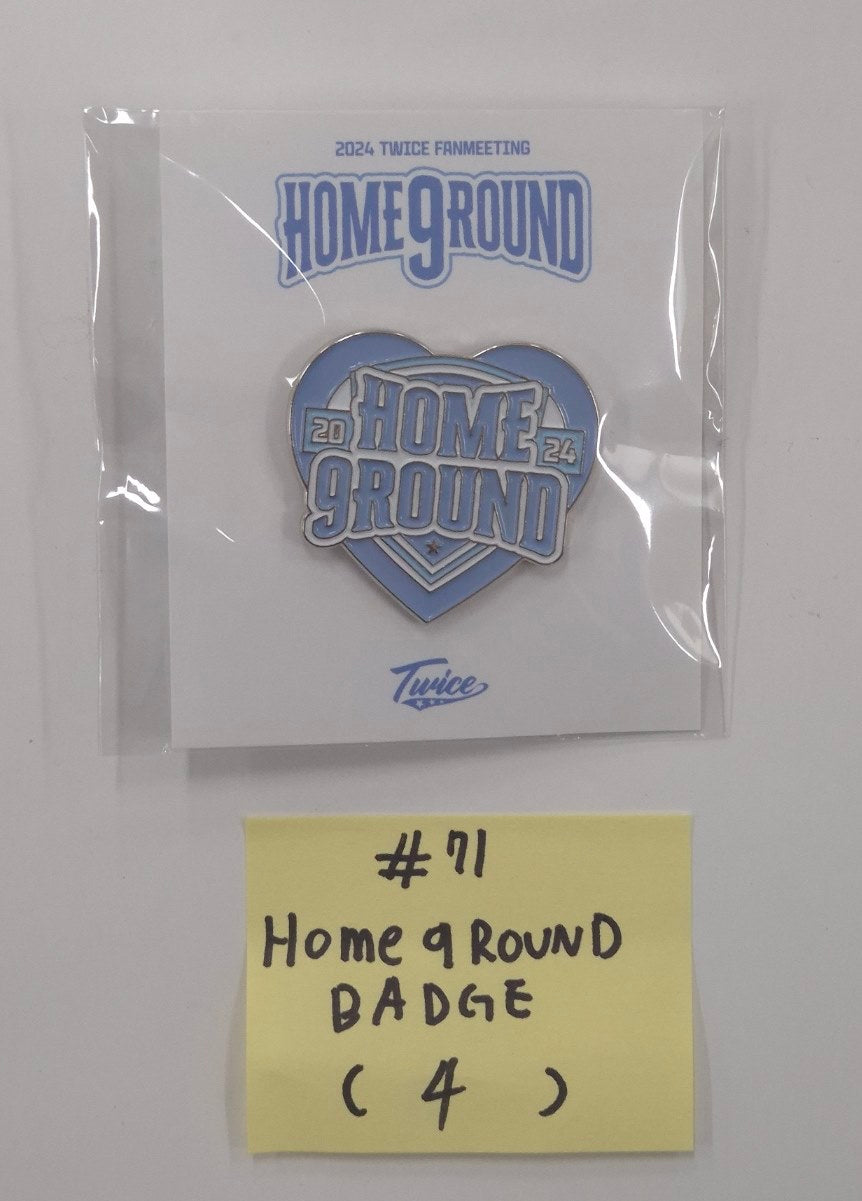 2024 TWICE FANMEETING
HOME9ROUND
20 HOME 24
9ROUND
Twice
#71
Home 9ROUND
BADGE
( 4 )